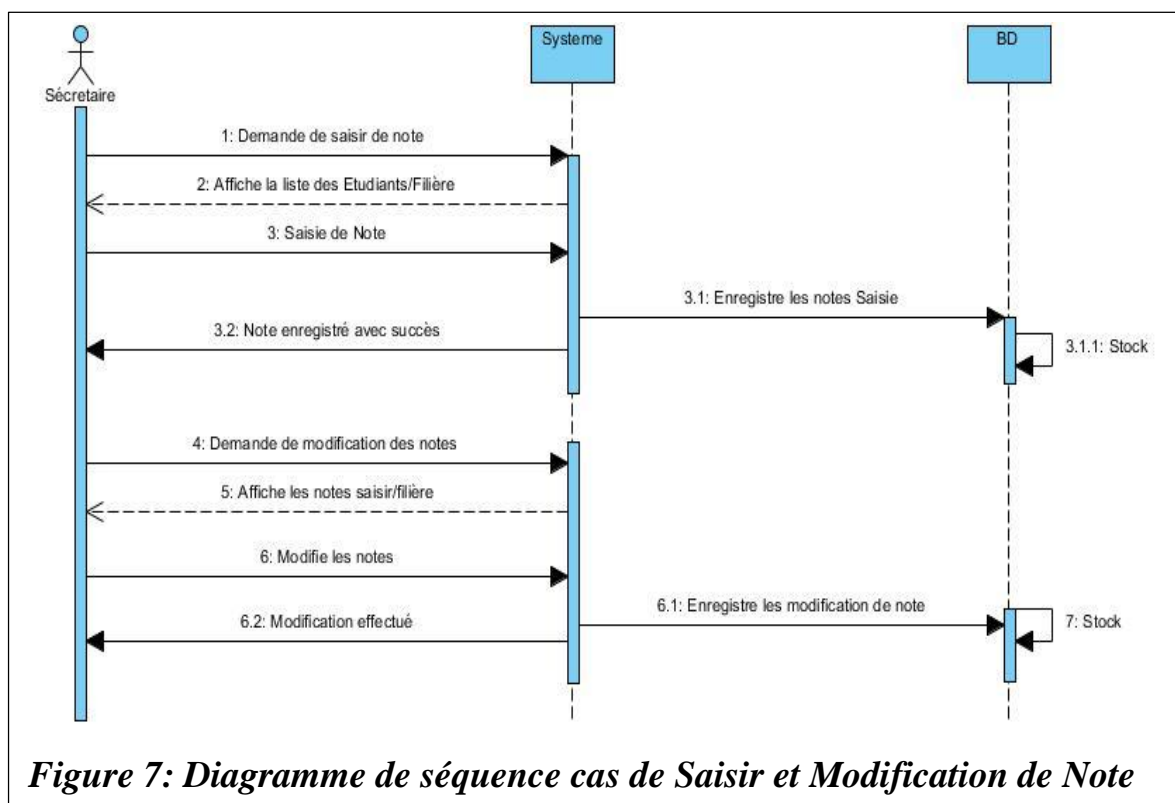 Systeme
BD
Sécretaire
1: Demande de saisir de note
2: Affiche la liste des Etudiants/Filière
3: Saisie de Note
3.1: Enregistre les notes Saisie
3.2: Note enregistré avec succès
3.1.1: Stock
4: Demande de modification des notes
5: Affiche les notes saisir/filière
6: Modifie les notes
6.1: Enregistre les modification de note
6.2: Modification effectué
7: Stock
Figure 7: Diagramme de séquence cas de Saisir et Modification de Note